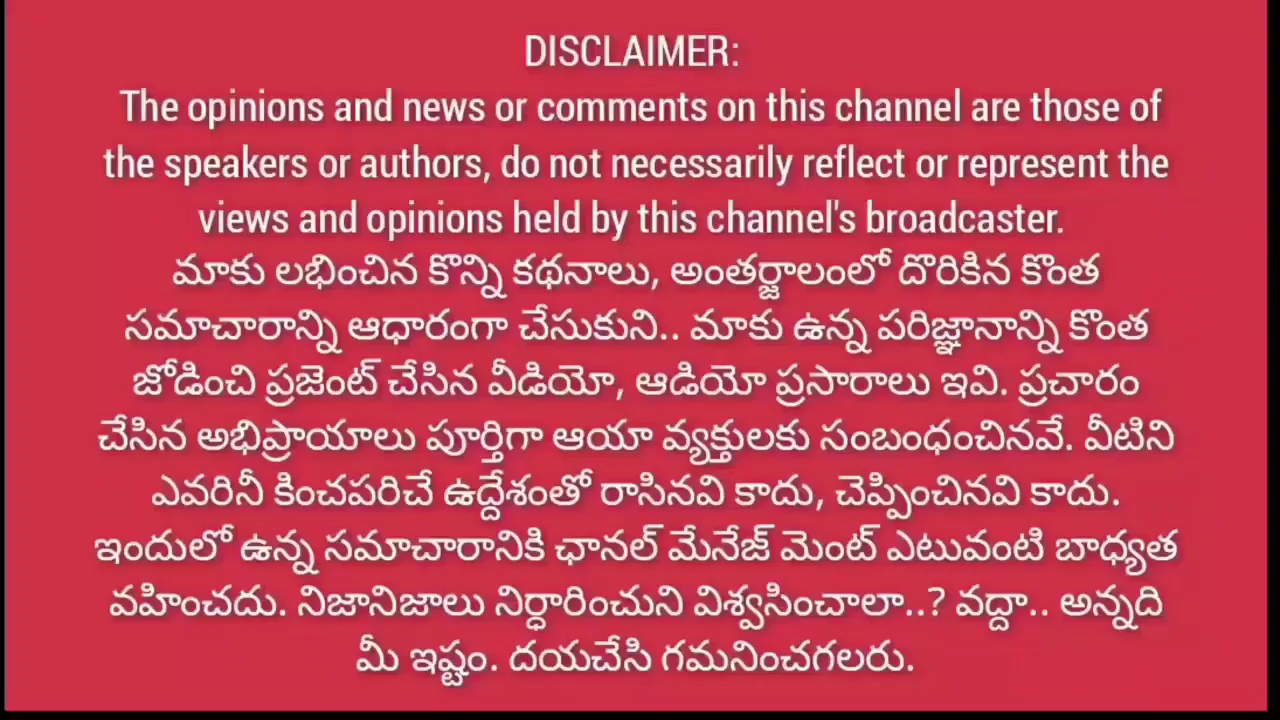 DISCLAIMER:
The opinions and news or comments on this channel are those of
the speakers or authors, do not necessarily reflect or represent the
views and opinions held by this channel's broadcaster.
మాకు లభించిన కొన్ని కథనాలు, అంతర్జాలంలో దొరికిన కొంత
సమాచారాన్ని ఆధారంగా చేసుకుని.. మాకు ఉన్న పరిజ్ఞానాన్ని కొంత
జోడించి ప్రజెంట్ చేసిన వీడియో, ఆడియో ప్రసారాలు ఇవి. ప్రచారం
చేసిన అభిప్రాయాలు పూర్తిగా ఆయా వ్యక్తులకు సంబంధంచినవే. వీటిని
ఎవరినీ కించపరిచే ఉద్దేశంతో రాసినవి కాదు, చెప్పించినవి కాదు.
ఇందులో ఉన్న సమాచారానికి ఛానల్ మేనేజ్ మెంట్ ఎటువంటి బాధ్యత
వహించదు. నిజానిజాలు నిర్ధారించుని విశ్వసించాలా..? వద్దా.. అన్నది
మీ ఇష్టం. దయచేసి గమనించగలరు.